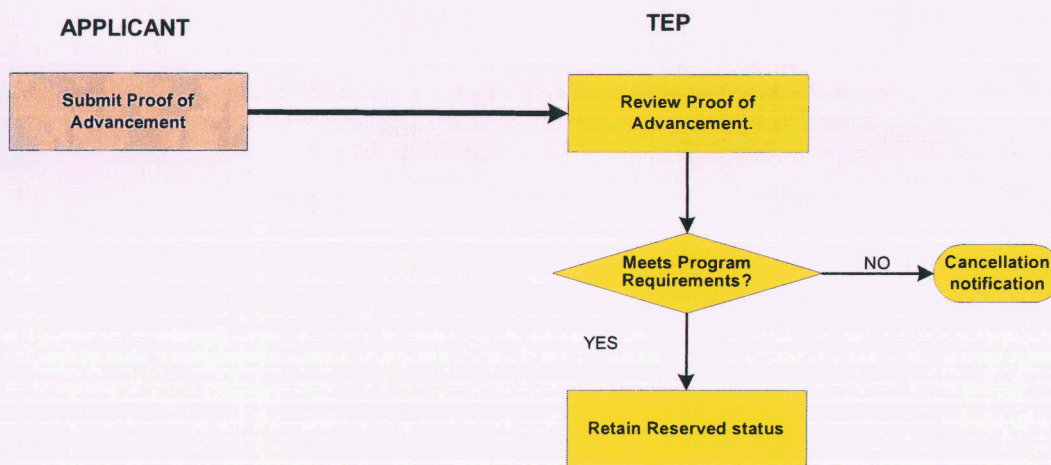 APPLICANT
TEP
Submit Proof of
Advancement
Review Proof of
Advancement.
Meets Program
Requirements?
NO
Cancellation
notification
YES
Retain Reserved status